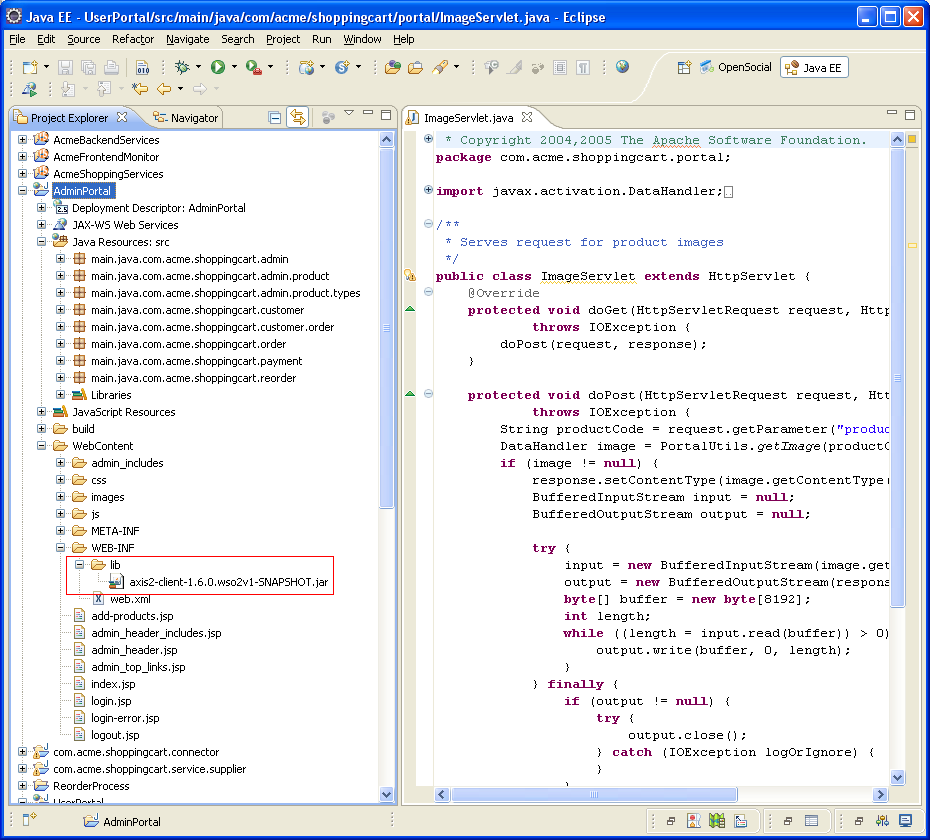 Java EE - UserPortal/src/main/java/com/acme/shoppingcart/portal/ImageServlet.java - Eclipse
File Edit Source Refactor Navigate Search Project Run Window Help
OpenSocial Java EE
Project Explorer Navigator
AcmeBackendServices
AcmeFrontendMonitor
AcmeShoppingServices
AdminPortal
Deployment Descriptor: AdminPortal
JAX-WS Web Services
Java Resources: src
main.java.com.acme.shoppingcart.admin
main.java.com.acme.shoppingcart.admin.product
main.java.com.acme.shoppingcart.admin.product.types
main.java.com.acme.shoppingcart.customer
main.java.com.acme.shoppingcart.customer.order
main.java.com.acme.shoppingcart.order
main.java.com.acme.shoppingcart.payment
main.java.com.acme.shoppingcart.reorder
Libraries
JavaScript Resources
build
WebContent
admin_includes
css
images
js
META-INF
WEB-INF
lib
axis2-client-1.6.0.wso2v1-SNAPSHOT.jar
web.xml
add-products.jsp
admin_header_includes.jsp
admin_header.jsp
admin_top_links.jsp
index.jsp
login.jsp
login-error.jsp
logout.jsp
com.acme.shoppingcart.connector
com.acme.shoppingcart.service.supplier
ReorderProcess
UserPortal
ImageServlet.java
* Copyright 2004,2005 The Apache Software Foundation.
package com.acme.shoppingcart.portal;
import javax.activation.DataHandler;
/**
* Serves request for product images
*/
public class ImageServlet extends HttpServlet {
@Override
protected void doGet(HttpServletRequest request, Http
throws IOException {
doPost(request, response);
}
protected void doPost(HttpServletRequest request, Htt
throws IOException {
String productCode = request.getParameter("produc
DataHandler image = PortalUtils.getImage(productC
if (image != null) {
response.setContentType(image.getContentType(
BufferedInputStream input = null;
BufferedOutputStream output = null;
try {
input = new BufferedInputStream(image.get
output = new BufferedOutputStream(respons
byte[] buffer = new byte[8192];
int length;
while ((length = input.read(buffer)) > 0)
output.write(buffer, 0, length);
}
} finally {
if (output != null) {
try {
output.close();
} catch (IOException logOrIgnore) {
}
}
AdminPortal